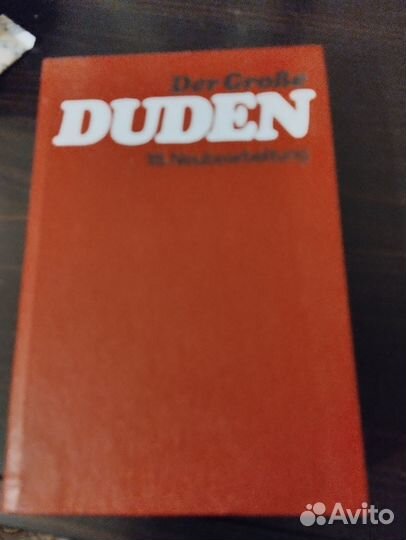 Der Große
DUDEN
18. Neubearbeitung
Avito